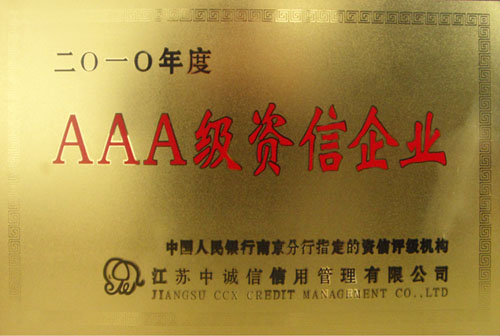 二〇一〇年度
AAA级资信企业
中国人民银行南京分行指定的资信评级机构
江苏中诚信信用管理有限公司
JIANGSU CCX CREDIT MANAGEMENT CO.,LTD